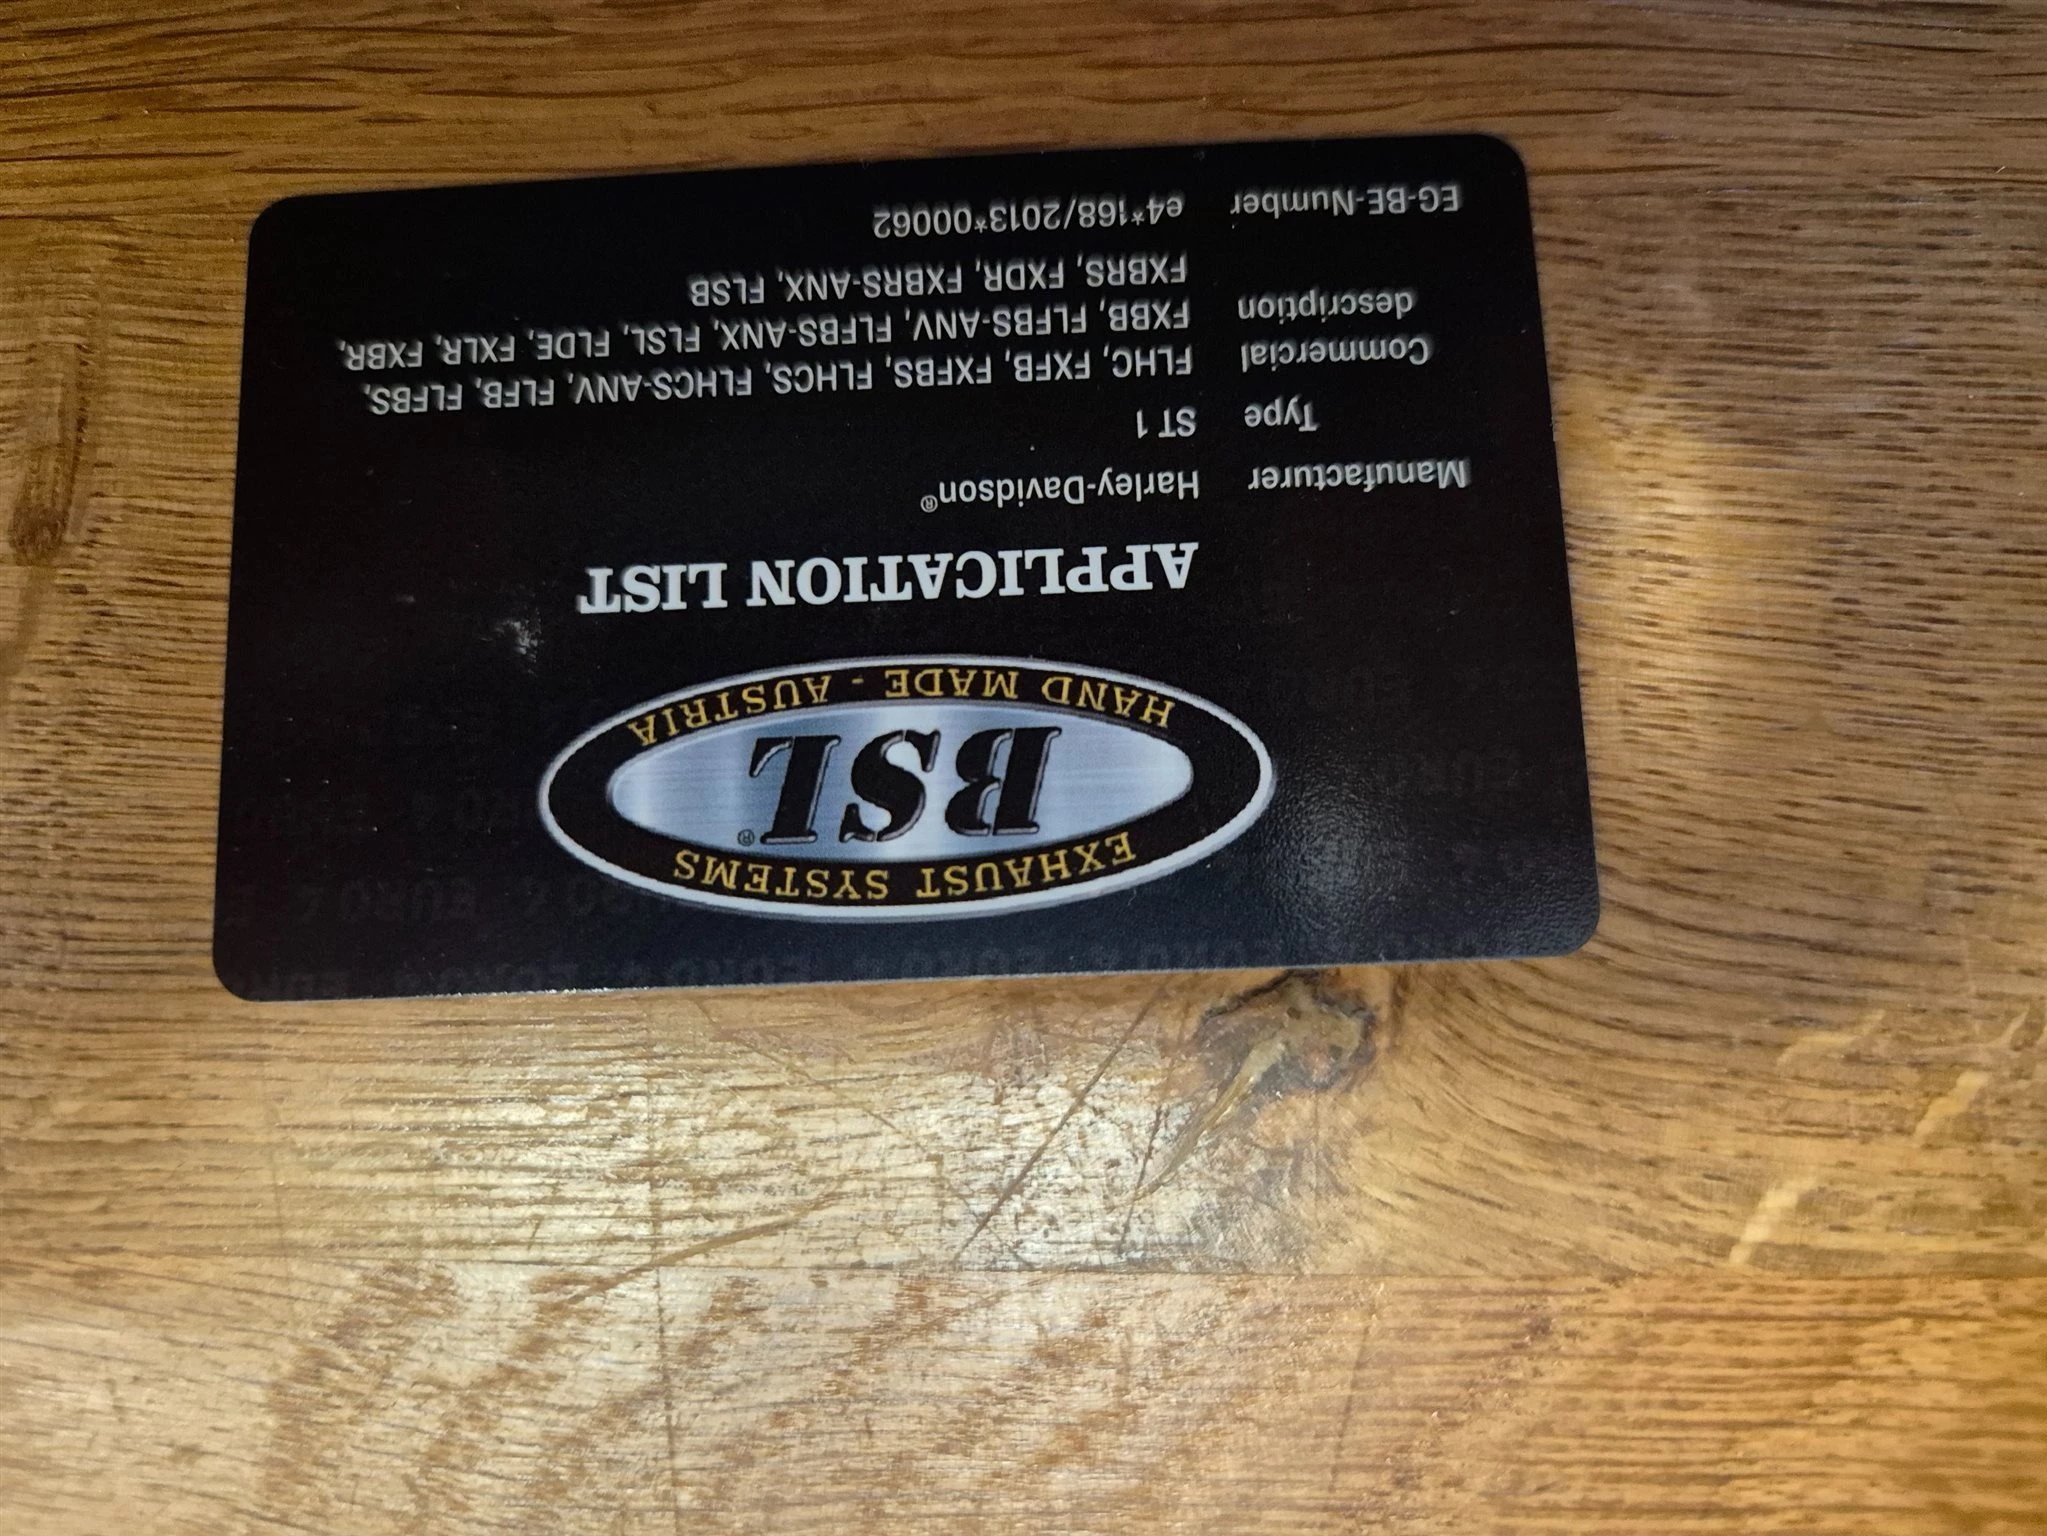 EXHAUST SYSTEMS
BSL®
HAND MADE - AUSTRIA
APPLICATION LIST
Manufacturer Harley-Davidson®
Type ST 1
Commercial description FLHC, FXFB, FXFBS, FLHCS, FLHCS-ANV, FLFB, FLFBS,
FXBB, FLFBS-ANV, FLFBS-ANX, FLSL, FLDE, FXLR, FXBR,
FXBRS, FXDR, FXBRS-ANX, FLSB
EG-BE-Number e4*168/2013*00062